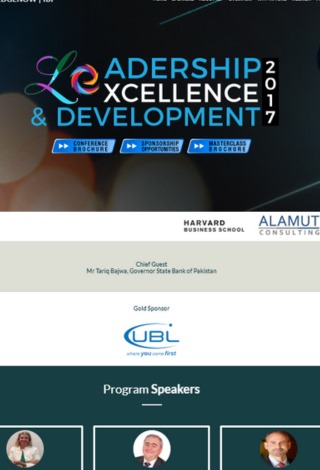 LEADERSHIP
EXCELLENCE
& DEVELOPMENT
2017
CONFERENCE
BROCHURE
SPONSORSHIP
OPPORTUNITIES
MASTERCLASS
BROCHURE
HARVARD
BUSINESS SCHOOL
ALAMUT
CONSULTING
Chief Guest
Mr Tariq Bajwa, Governor State Bank of Pakistan
Gold Sponsor
UBL
where you come first
Program Speakers